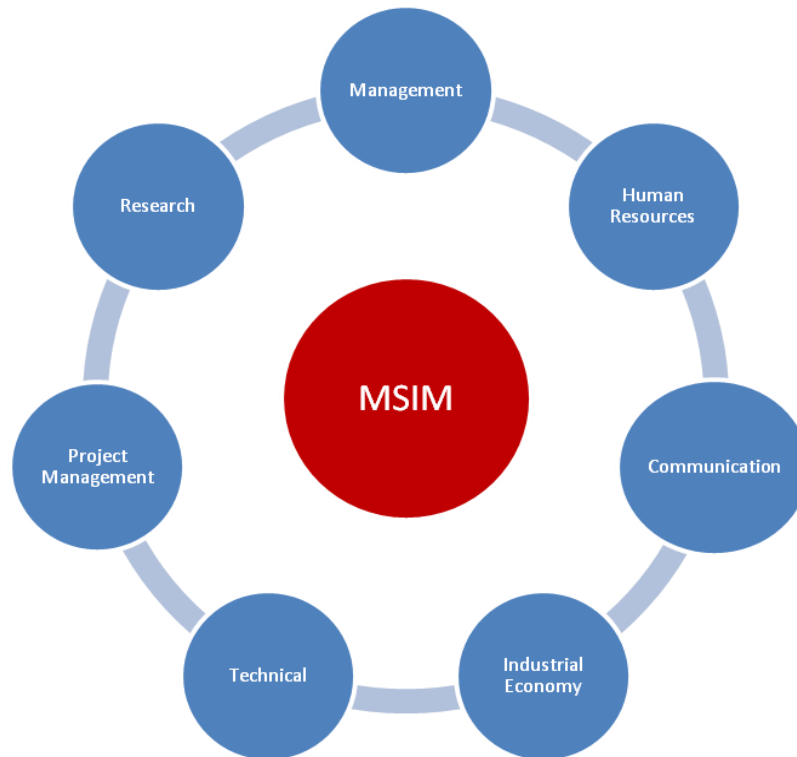 Management
Human
Resources
Communication
Industrial
Economy
Technical
Project
Management
Research
MSIM